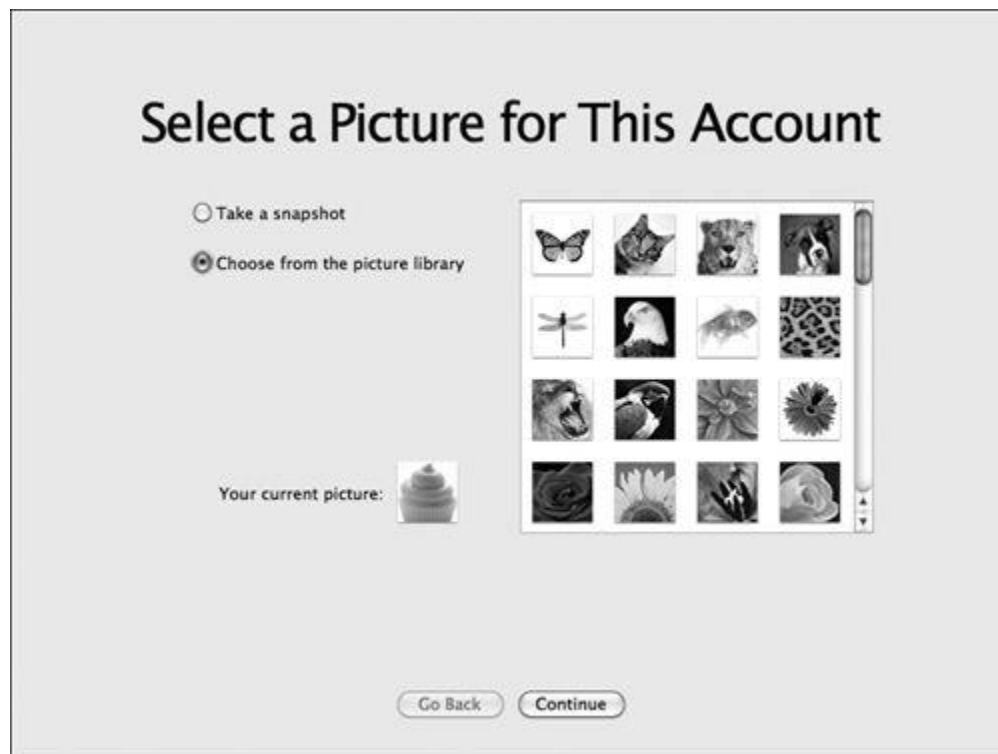 Select a Picture for This Account
Take a snapshot
Choose from the picture library
Your current picture:
Go Back
Continue